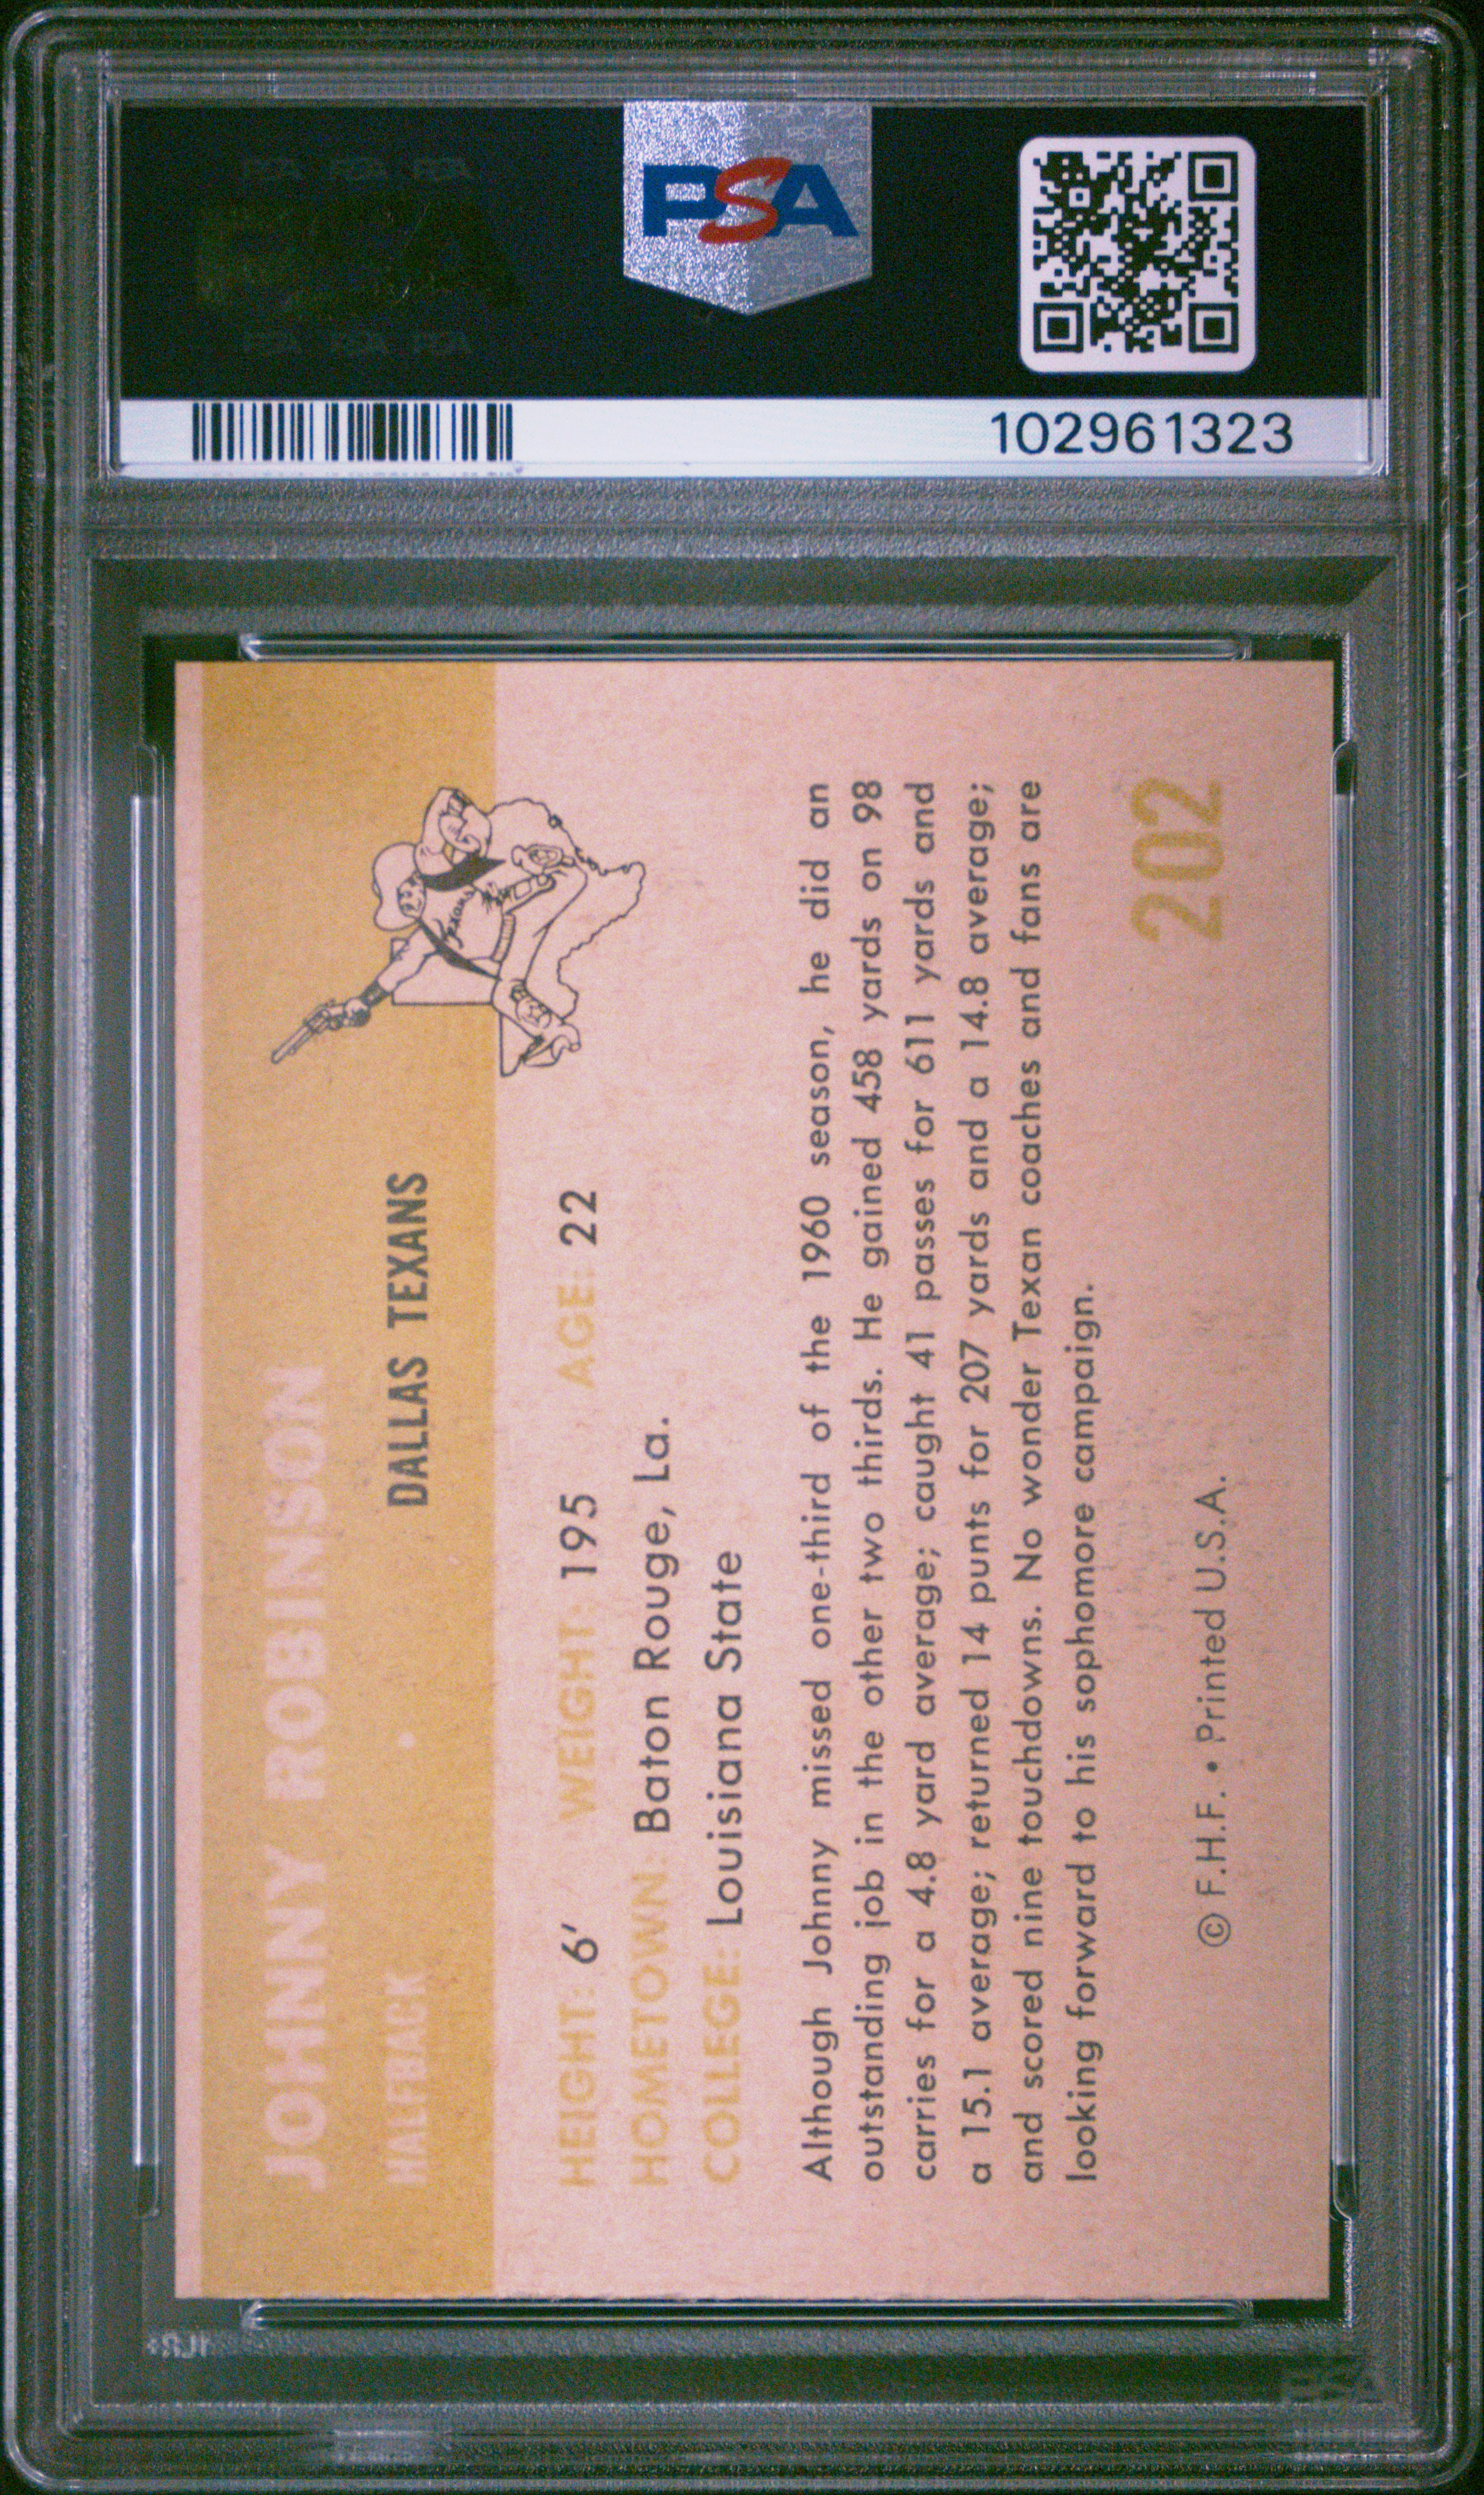 PSA
102961323
JOHNNY ROBINSON
HALFBACK
DALLAS TEXANS
Texans
HEIGHT: 6' WEIGHT: 195 AGE: 22
HOMETOWN: Baton Rouge, La.
COLLEGE: Louisiana State
Although Johnny missed one-third of the 1960 season, he did an
outstanding job in the other two thirds. He gained 458 yards on 98
carries for a 4.8 yard average; caught 41 passes for 611 yards and
a 15.1 average; returned 14 punts for 207 yards and a 14.8 average;
and scored nine touchdowns. No wonder Texan coaches and fans are
looking forward to his sophomore campaign.
© F.H.F. • Printed U.S.A.
202
PSA